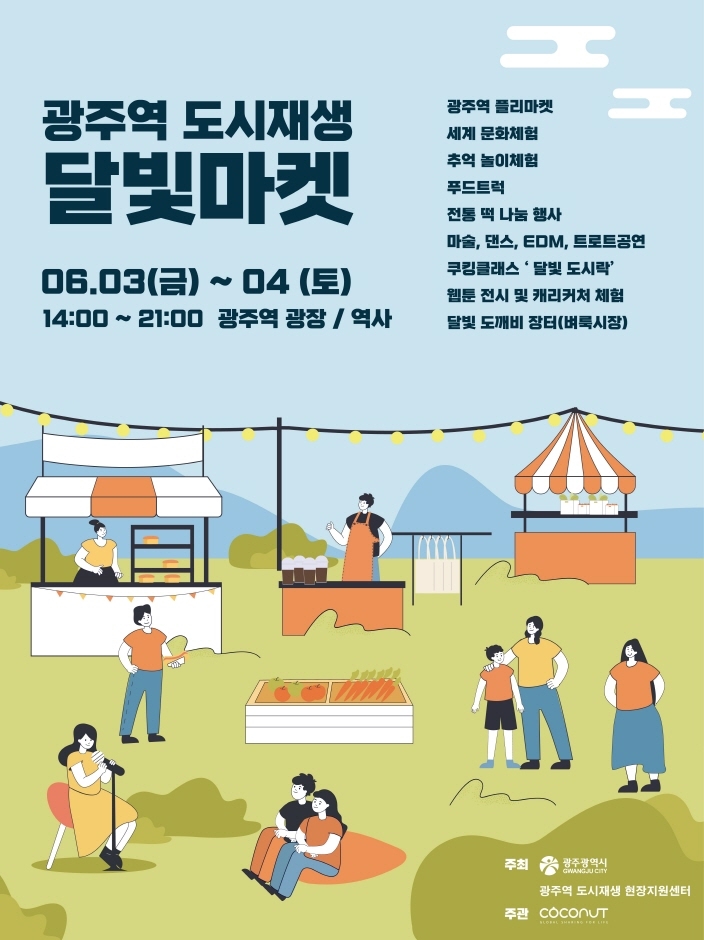 광주역 도시재생
달빛마켓
06.03(금) ~ 04 (토)
14:00 ~ 21:00 광주역 광장 / 역사
광주역 플리마켓
세계 문화체험
추억 놀이체험
푸드트럭
전통 떡 나눔 행사
마술, 댄스, EDM, 트로트공연
쿠킹클래스 ‘ 달빛 도시락’
웹툰 전시 및 캐리커처 체험
달빛 도깨비 장터(벼룩시장)
주최 광주광역시
GWANGJU CITY
광주역 도시재생 현장지원센터
주관 COCONUT